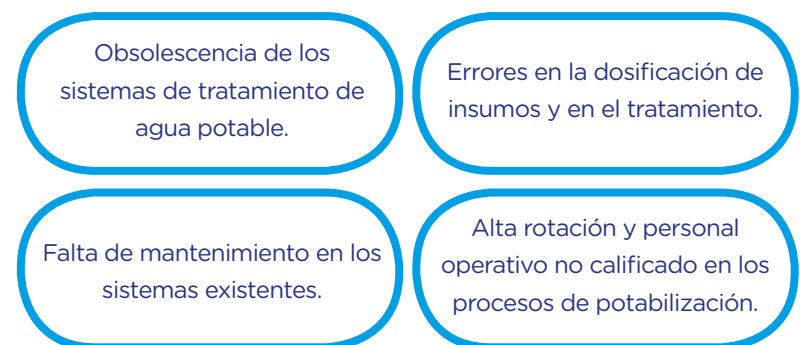 Obsolescencia de los
sistemas de tratamiento de
agua potable.
Errores en la dosificación de
insumos y en el tratamiento.
Falta de mantenimiento en los
sistemas existentes.
Alta rotación y personal
operativo no calificado en los
procesos de potabilización.